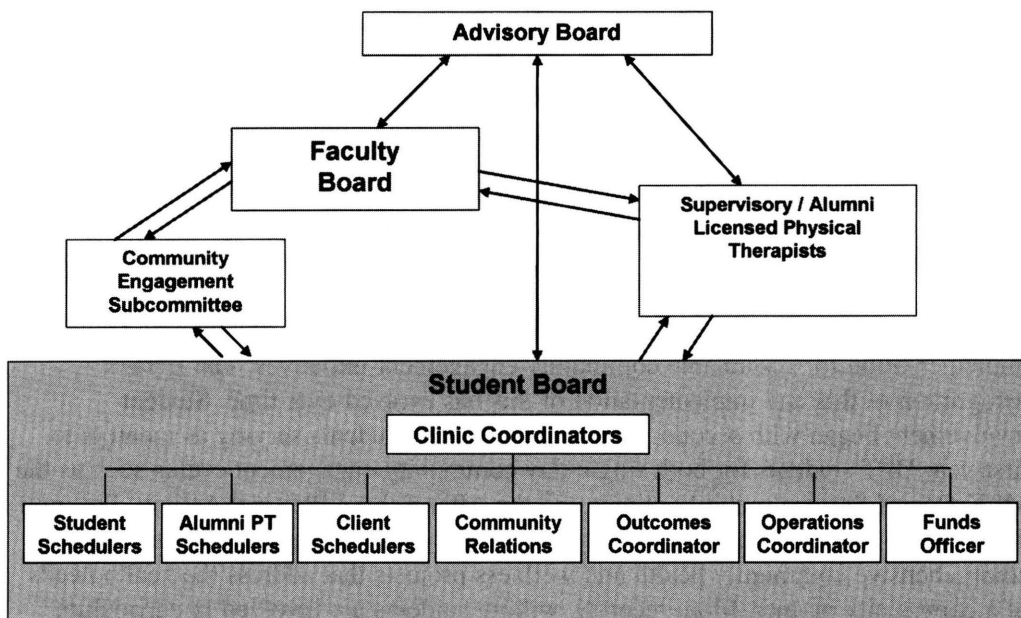 Advisory Board
Faculty
Board
Supervisory / Alumni
Licensed Physical
Therapists
Community
Engagement
Subcommittee
Student Board
Clinic Coordinators
Student
Schedulers
Alumni PT
Schedulers
Client
Schedulers
Community
Relations
Outcomes
Coordinator
Operations
Coordinator
Funds
Officer